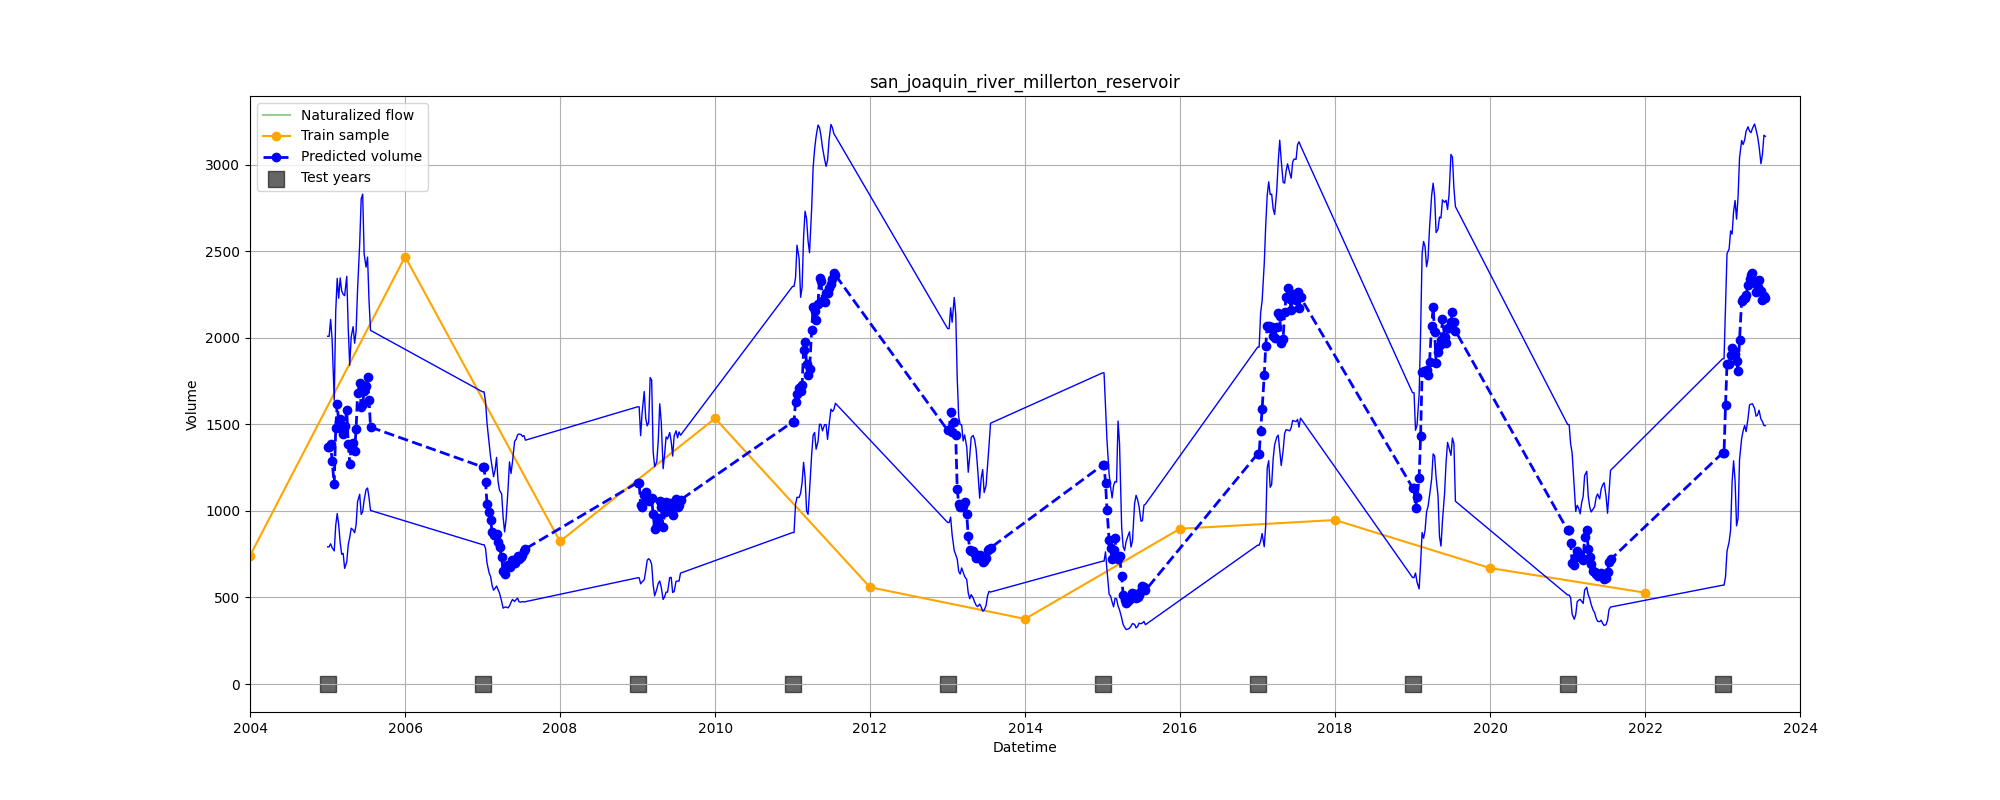 san_joaquin_river_millerton_reservoir
Naturalized flow
Train sample
Predicted volume
Test years
3000
2500
2000
1500
1000
500
0
Volume
2004 2006 2008 2010 2012 2014 2016 2018 2020 2022 2024
Datetime